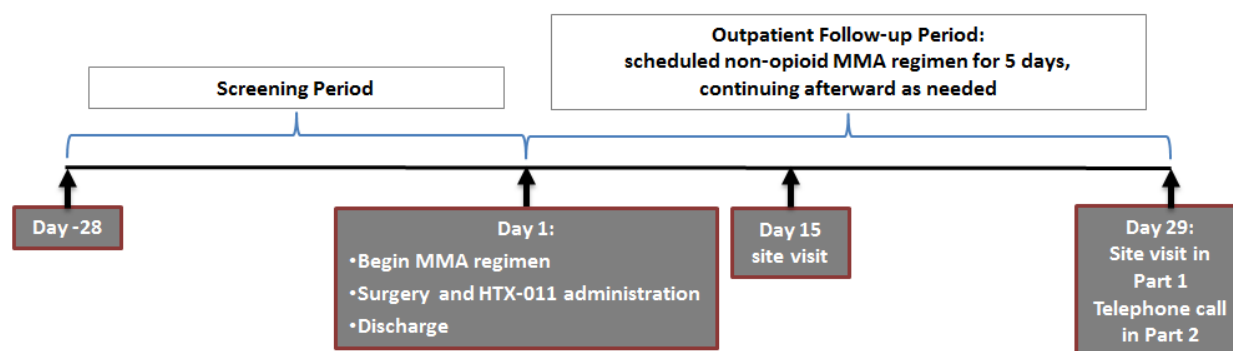 Outpatient Follow-up Period:
scheduled non-opioid MMA regimen for 5 days,
continuing afterward as needed
Screening Period
Day -28
Day 1:
•Begin MMA regimen
•Surgery and HTX-011 administration
•Discharge
Day 15
site visit
Day 29:
Site visit in
Part 1
Telephone call
in Part 2